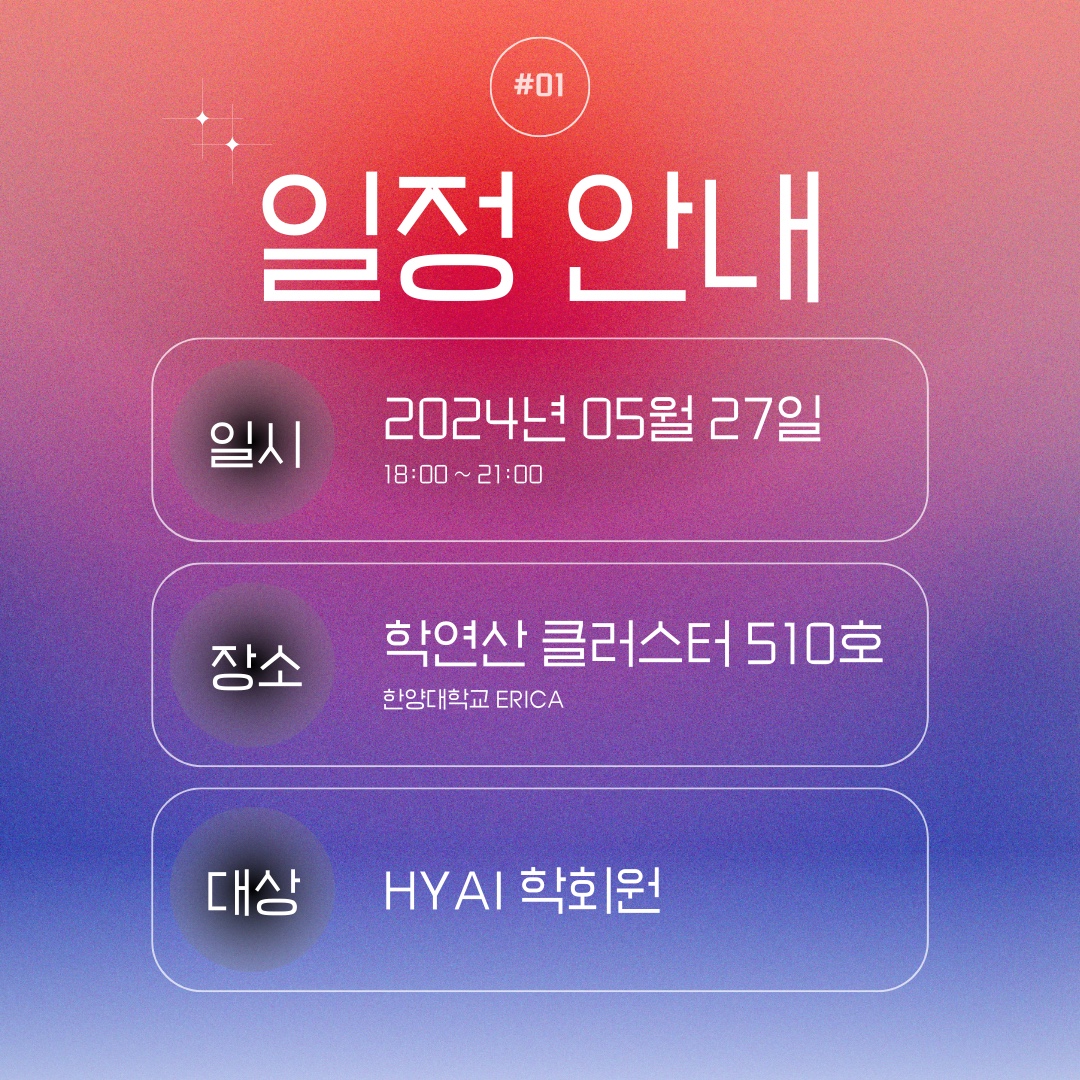 #01
일정 안내
일시
2024년 05월 27일
18:00 ~ 21:00
장소
학연산 클러스터 510호
한양대학교 ERICA
대상
HYAI 학회원